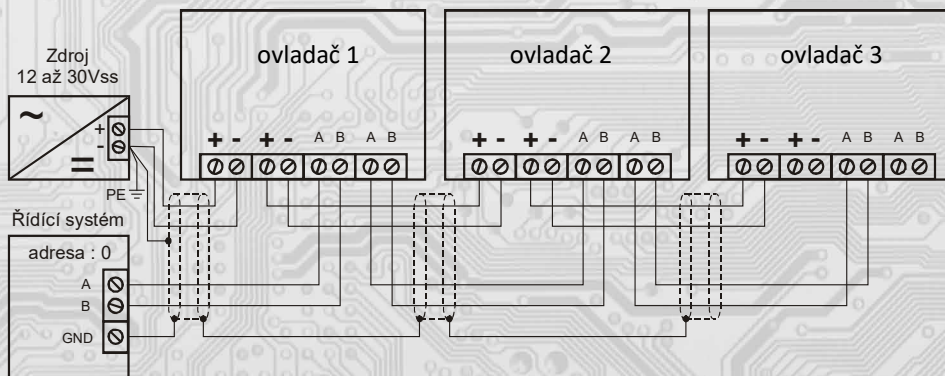 Zdroj
12 až 30Vss
~
=
+
-
PE
ovladač 1
+ - + - A B A B
ovladač 2
+ - + - A B A B
ovladač 3
+ - + - A B A B
Řídící systém
adresa : 0
A
B
GND